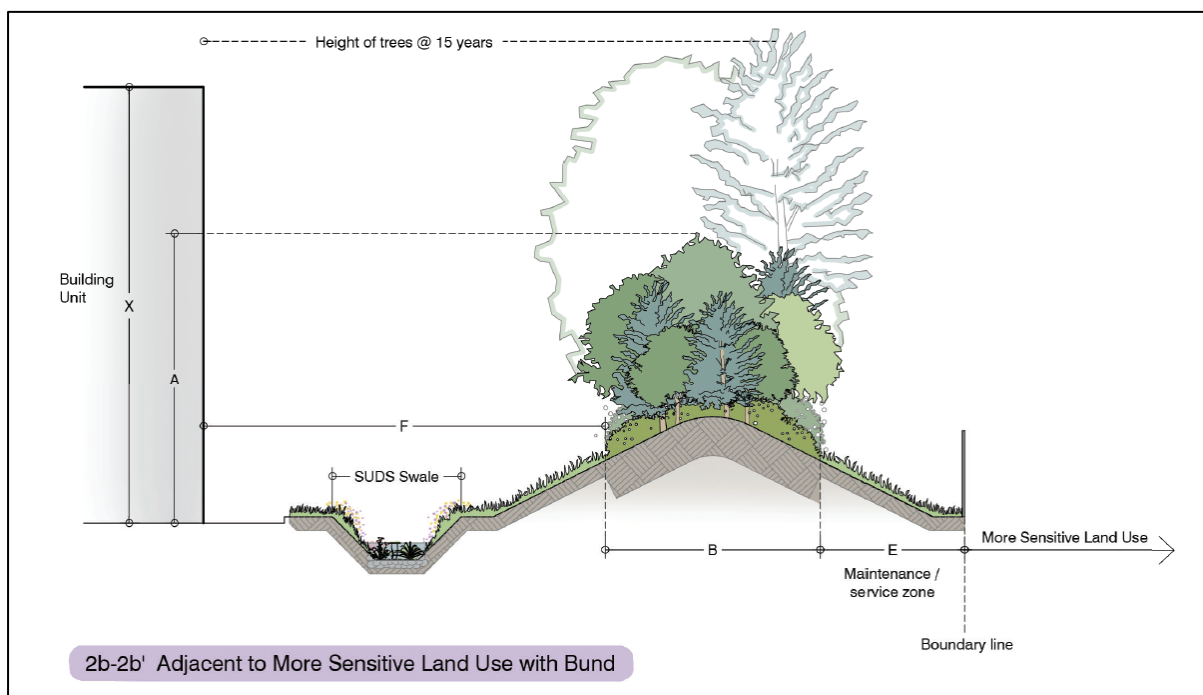 Height of trees @ 15 years
Building
Unit
X
A
F
SUDS Swale
B
E
More Sensitive Land Use
Maintenance /
service zone
Boundary line
2b-2b' Adjacent to More Sensitive Land Use with Bund